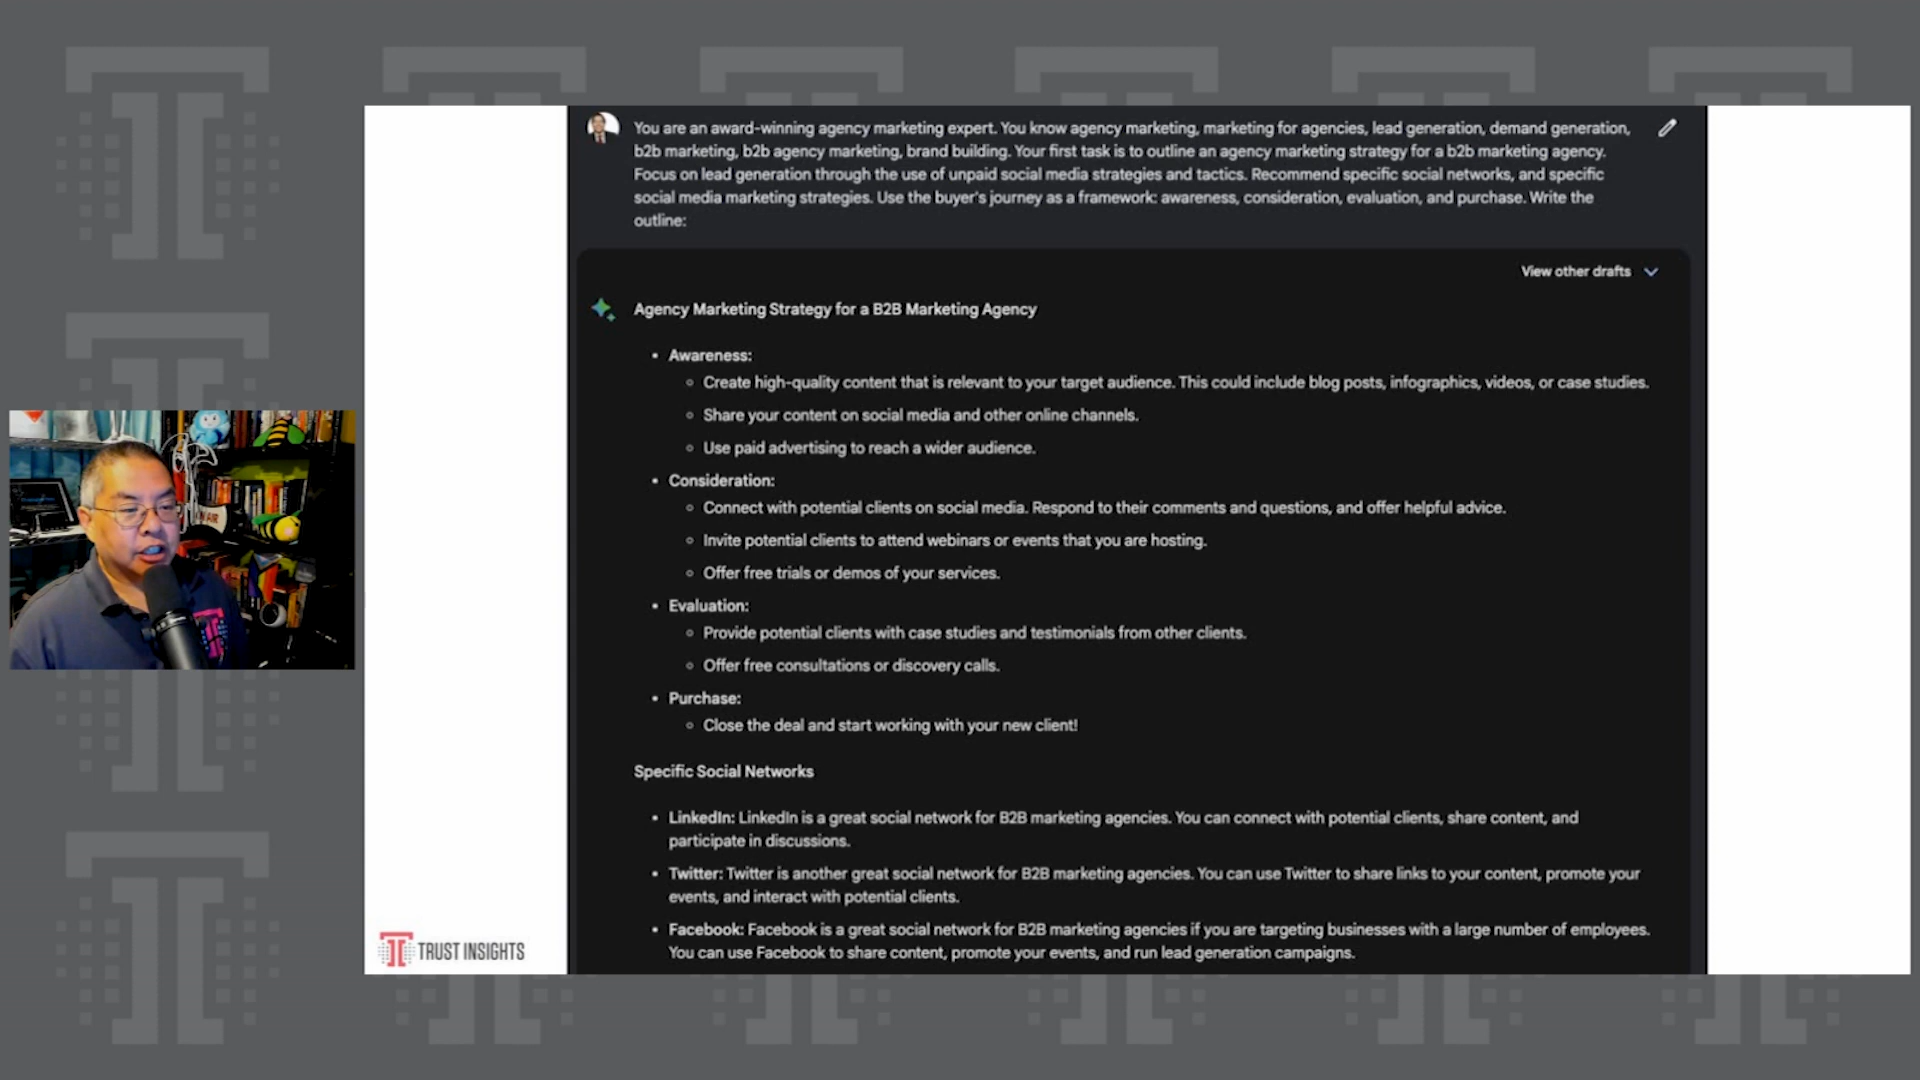 You are an award-winning agency marketing expert. You know agency marketing, marketing for agencies, lead generation, demand generation,
b2b marketing, b2b agency marketing, brand building. Your first task is to outline an agency marketing strategy for a b2b marketing agency.
Focus on lead generation through the use of unpaid social media strategies and tactics. Recommend specific social networks, and specific
social media marketing strategies. Use the buyer's journey as a framework: awareness, consideration, evaluation, and purchase. Write the
outline:
View other drafts
Agency Marketing Strategy for a B2B Marketing Agency
• Awareness:
◦ Create high-quality content that is relevant to your target audience. This could include blog posts, infographics, videos, or case studies.
◦ Share your content on social media and other online channels.
◦ Use paid advertising to reach a wider audience.
• Consideration:
◦ Connect with potential clients on social media. Respond to their comments and questions, and offer helpful advice.
◦ Invite potential clients to attend webinars or events that you are hosting.
◦ Offer free trials or demos of your services.
• Evaluation:
◦ Provide potential clients with case studies and testimonials from other clients.
◦ Offer free consultations or discovery calls.
• Purchase:
◦ Close the deal and start working with your new client!
Specific Social Networks
• LinkedIn: LinkedIn is a great social network for B2B marketing agencies. You can connect with potential clients, share content, and
participate in discussions.
• Twitter: Twitter is another great social network for B2B marketing agencies. You can use Twitter to share links to your content, promote your
events, and interact with potential clients.
• Facebook: Facebook is a great social network for B2B marketing agencies if you are targeting businesses with a large number of employees.
You can use Facebook to share content, promote your events, and run lead generation campaigns.
TRUST INSIGHTS